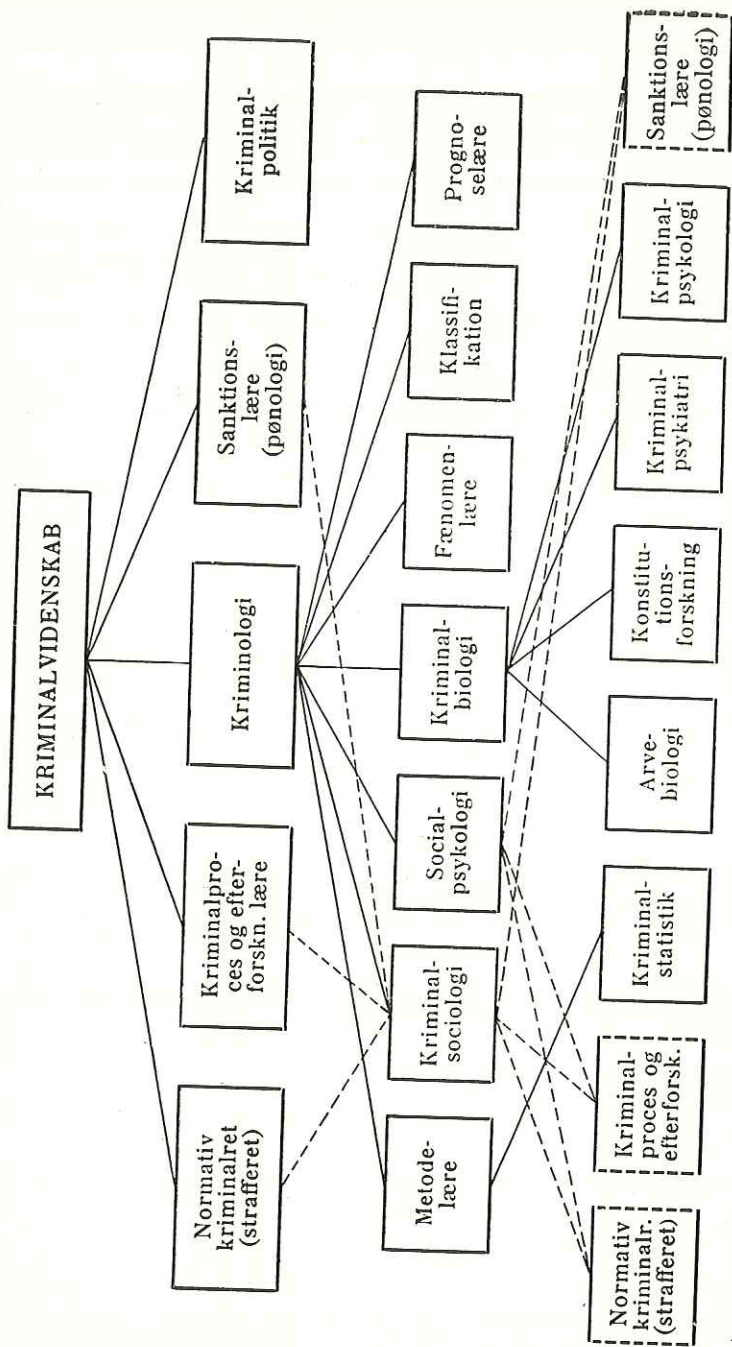 KRIMINALVIDENSKAB
Normativ
kriminalret
(strafferet)
Kriminalpro-
ces og efter-
forskn. lære
Kriminologi
Sanktions-
lære
(pønologi)
Kriminal-
politik
Metode-
lære
Kriminal-
sociologi
Social-
psykologi
Kriminal-
biologi
Fænomen-
lære
Klassifi-
kation
Progno-
selære
Normativ
kriminalr.
(strafferet)
Kriminal-
proces og
efterforsk.
Kriminal-
statistik
Arve-
biologi
Konstitu-
tions-
forskning
Kriminal-
psykiatri
Kriminal-
psykologi
Sanktions-
lære
(pønologi)